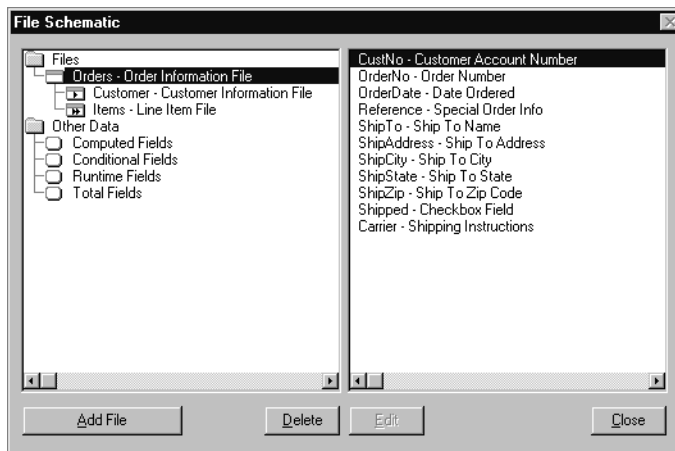 File Schematic
Files
Orders - Order Information File
Customer - Customer Information File
Items - Line Item File
Other Data
Computed Fields
Conditional Fields
Runtime Fields
Total Fields
CustNo - Customer Account Number
OrderNo - Order Number
OrderDate - Date Ordered
Reference - Special Order Info
ShipTo - Ship To Name
ShipAddress - Ship To Address
ShipCity - Ship To City
ShipState - Ship To State
ShipZip - Ship To Zip Code
Shipped - Checkbox Field
Carrier - Shipping Instructions
Add File
Delete
Edit
Close